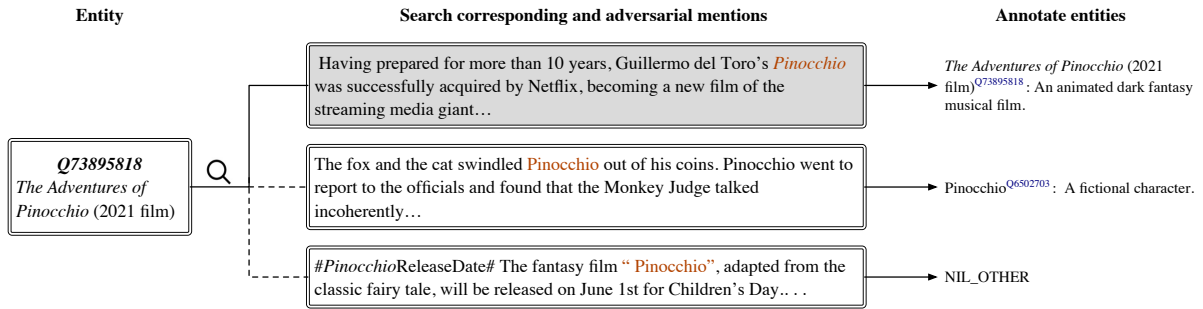 Entity
Search corresponding and adversarial mentions
Annotate entities
Q73895818
The Adventures of
Pinocchio (2021 film)
Having prepared for more than 10 years, Guillermo del Toro’s Pinocchio
was successfully acquired by Netflix, becoming a new film of the
streaming media giant…
The Adventures of Pinocchio (2021
film)Q73895818 : An animated dark fantasy
musical film.
The fox and the cat swindled Pinocchio out of his coins. Pinocchio went to
report to the officials and found that the Monkey Judge talked
incoherently…
PinocchioQ6502703 : A fictional character.
#PinocchioReleaseDate# The fantasy film “ Pinocchio”, adapted from the
classic fairy tale, will be released on June 1st for Children’s Day.. . .
NIL_OTHER